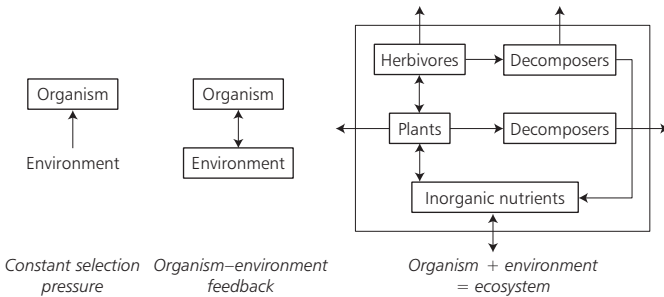 Organism
Environment
Constant selection
pressure
Organism
Environment
Organism–environment
feedback
Herbivores
Decomposers
Plants
Decomposers
Inorganic nutrients
Organism + environment
= ecosystem